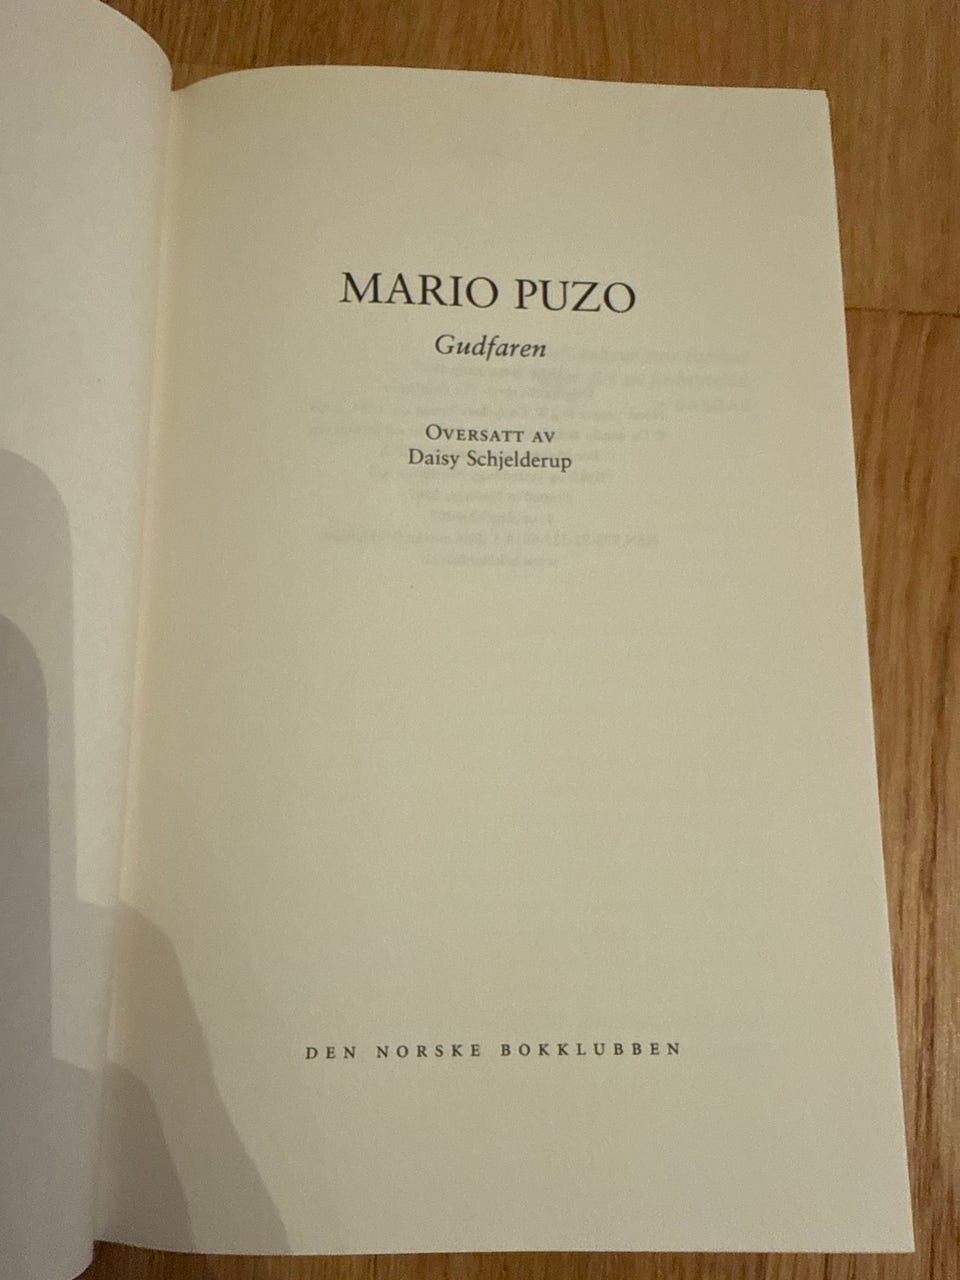 MARIO PUZO
Gudfaren
OVERSATT AV
Daisy Schjelderup
DEN NORSKE BOKKLUBBEN